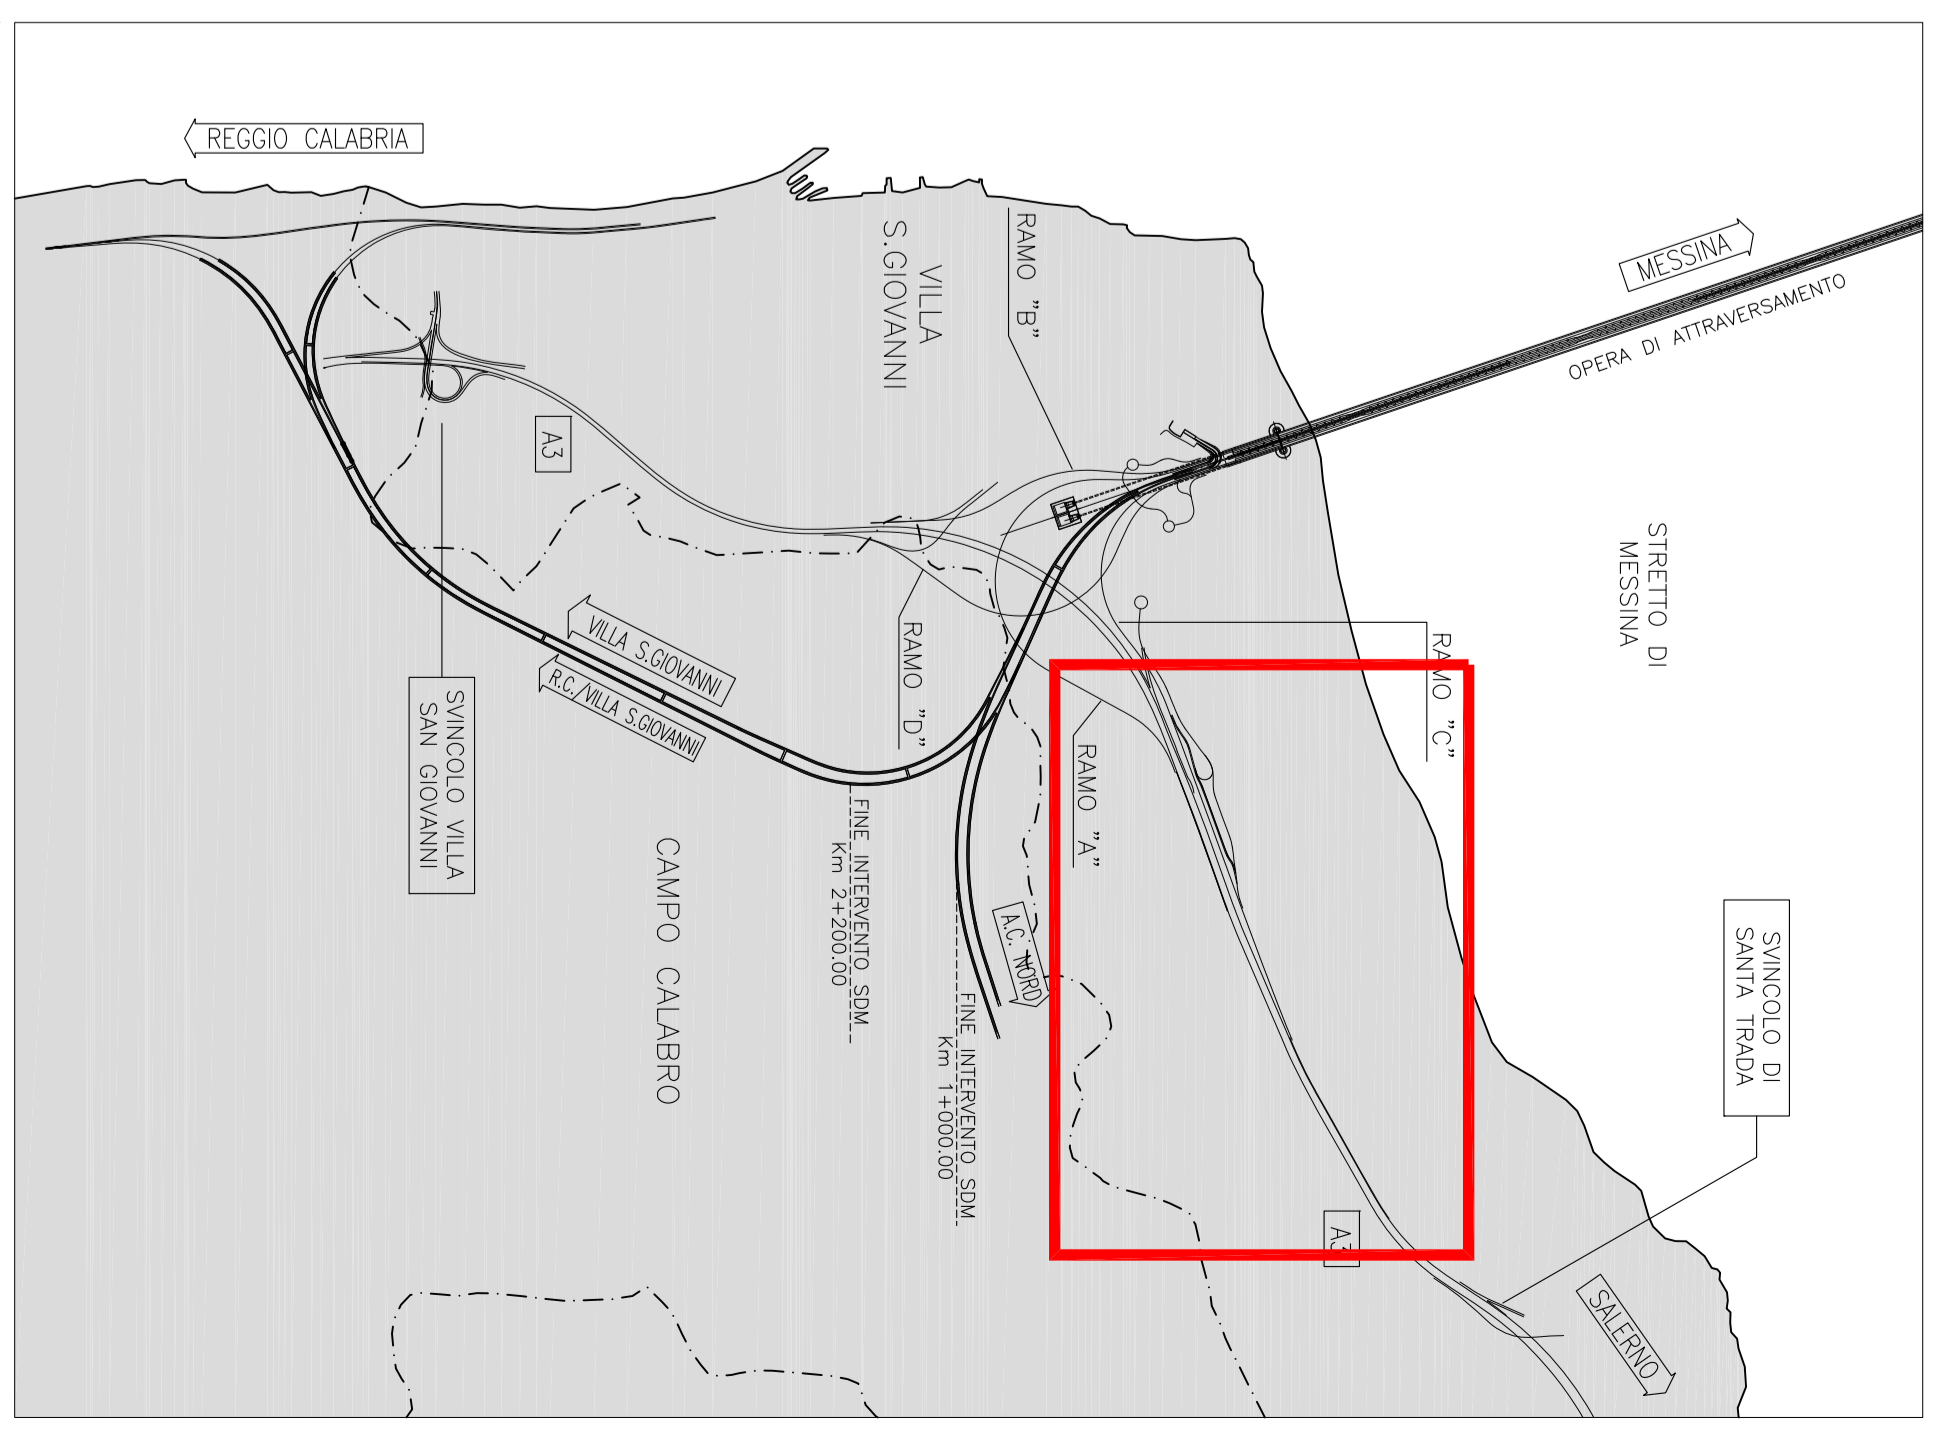 REGGIO CALABRIA
MESSINA
OPERA DI ATTRAVERSAMENTO
VILLA
S.GIOVANNI
RAMO "B"
A3
STRETTO DI
MESSINA
VILLA S.GIOVANNI
R.C./VILLA S.GIOVANNI
RAMO "D"
RAMO "C"
RAMO "A"
SVINCOLO VILLA
SAN GIOVANNI
CAMPO CALABRO
FINE INTERVENTO SDM
Km 2+200.00
A.C. NORD
FINE INTERVENTO SDM
Km 1+000.00
SVINCOLO DI
SANTA TRADA
A3
SALERNO